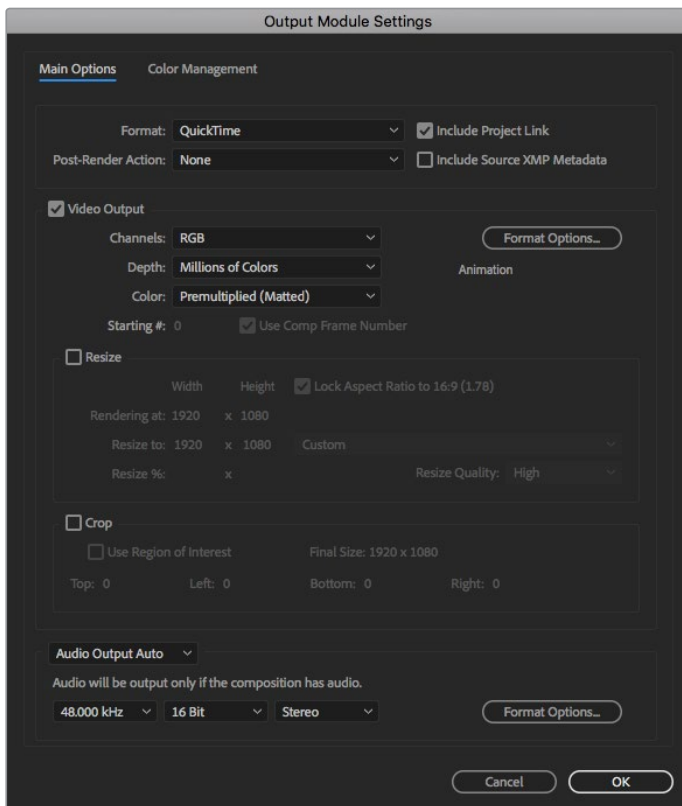 Output Module Settings
Main Options Color Management
Format: QuickTime Include Project Link
Post-Render Action: None Include Source XMP Metadata
Video Output
Channels: RGB Format Options...
Depth: Millions of Colors Animation
Color: Premultiplied (Matted)
Starting #: 0 Use Comp Frame Number
Resize
Width Height Lock Aspect Ratio to 16:9 (1.78)
Rendering at: 1920 x 1080
Resize to: 1920 x 1080 Custom
Resize %: x Resize Quality: High
Crop
Use Region of Interest Final Size: 1920 x 1080
Top: 0 Left: 0 Bottom: 0 Right: 0
Audio Output Auto
Audio will be output only if the composition has audio.
48.000 kHz 16 Bit Stereo Format Options...
Cancel OK